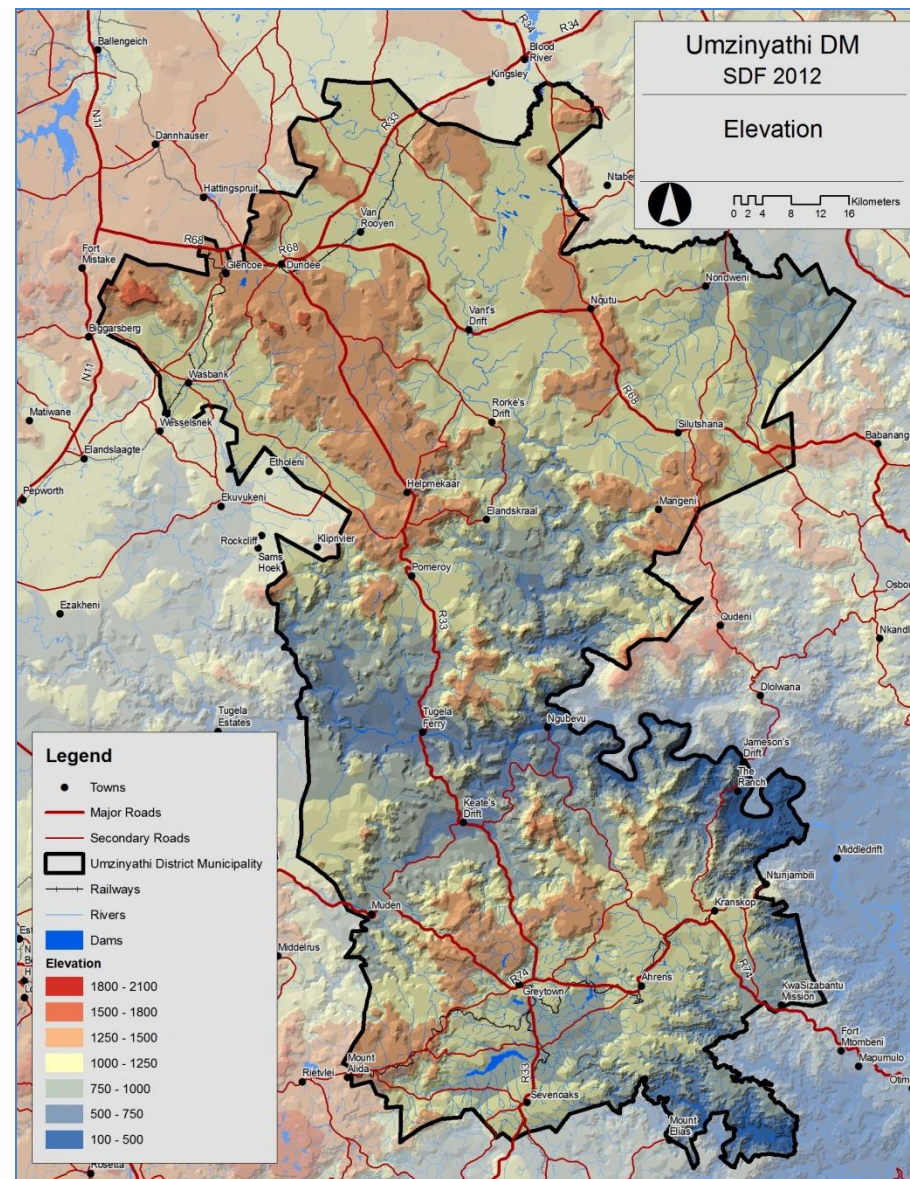 Umzinyathi DM
SDF 2012
Elevation
Kilometers
0 2 4 8 12 16
R34
R34
Ballengeich
Blood
River
Kingsley
N11
R33
Dannhauser
Hattingspruit
Ntabe
Van
Rooyen
R68
R68
Fort
Mistake
Glencoe
Dundee
Nondweni
Vant's
Drift
Nqutu
Biggarsberg
N11
Wasbank
R68
Matiwane
Rorke's
Drift
Wesselsnek
Silutshana
Babanang
Elandslaagte
Etholeni
Pepworth
Ekuvukeni
Helpmekaar
Mangeni
Elandskraal
Rockcliff
Sams
Hoek
Kliprivier
Pomeroy
Ezakheni
Osbor
R33
Qudeni
Nkandl
Dlolwana
Tugela
Estates
Tugela
Ferry
Ngubevu
Jameson's
Drift
The
Ranch
Keate's
Drift
Middledrift
Ntunjambili
Muden
Kranskop
Middelrus
R74
R74
Greytown
Ahrens
KwaSizabantu
Mission
Fort
Mtombeni
Mapumulo
Otim
Mount
Alida
Rietvlei
R33
Sevenoaks
Mount
Elias
Rosetta
Legend
Towns
Major Roads
Secondary Roads
Umzinyathi District Municipality
Railways
Rivers
Dams
Elevation
1800 - 2100
1500 - 1800
1250 - 1500
1000 - 1250
750 - 1000
500 - 750
100 - 500